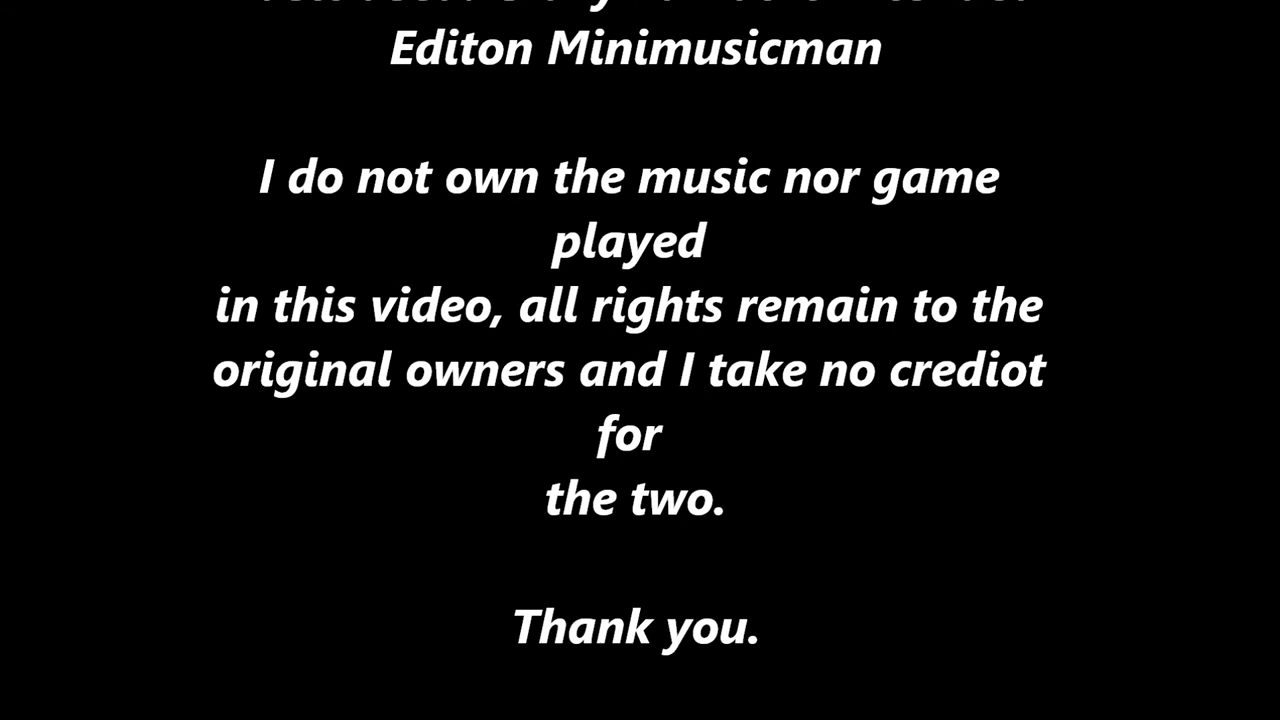 Editon Minimusicman
I do not own the music nor game
played
in this video, all rights remain to the
original owners and I take no crediot
for
the two.
Thank you.